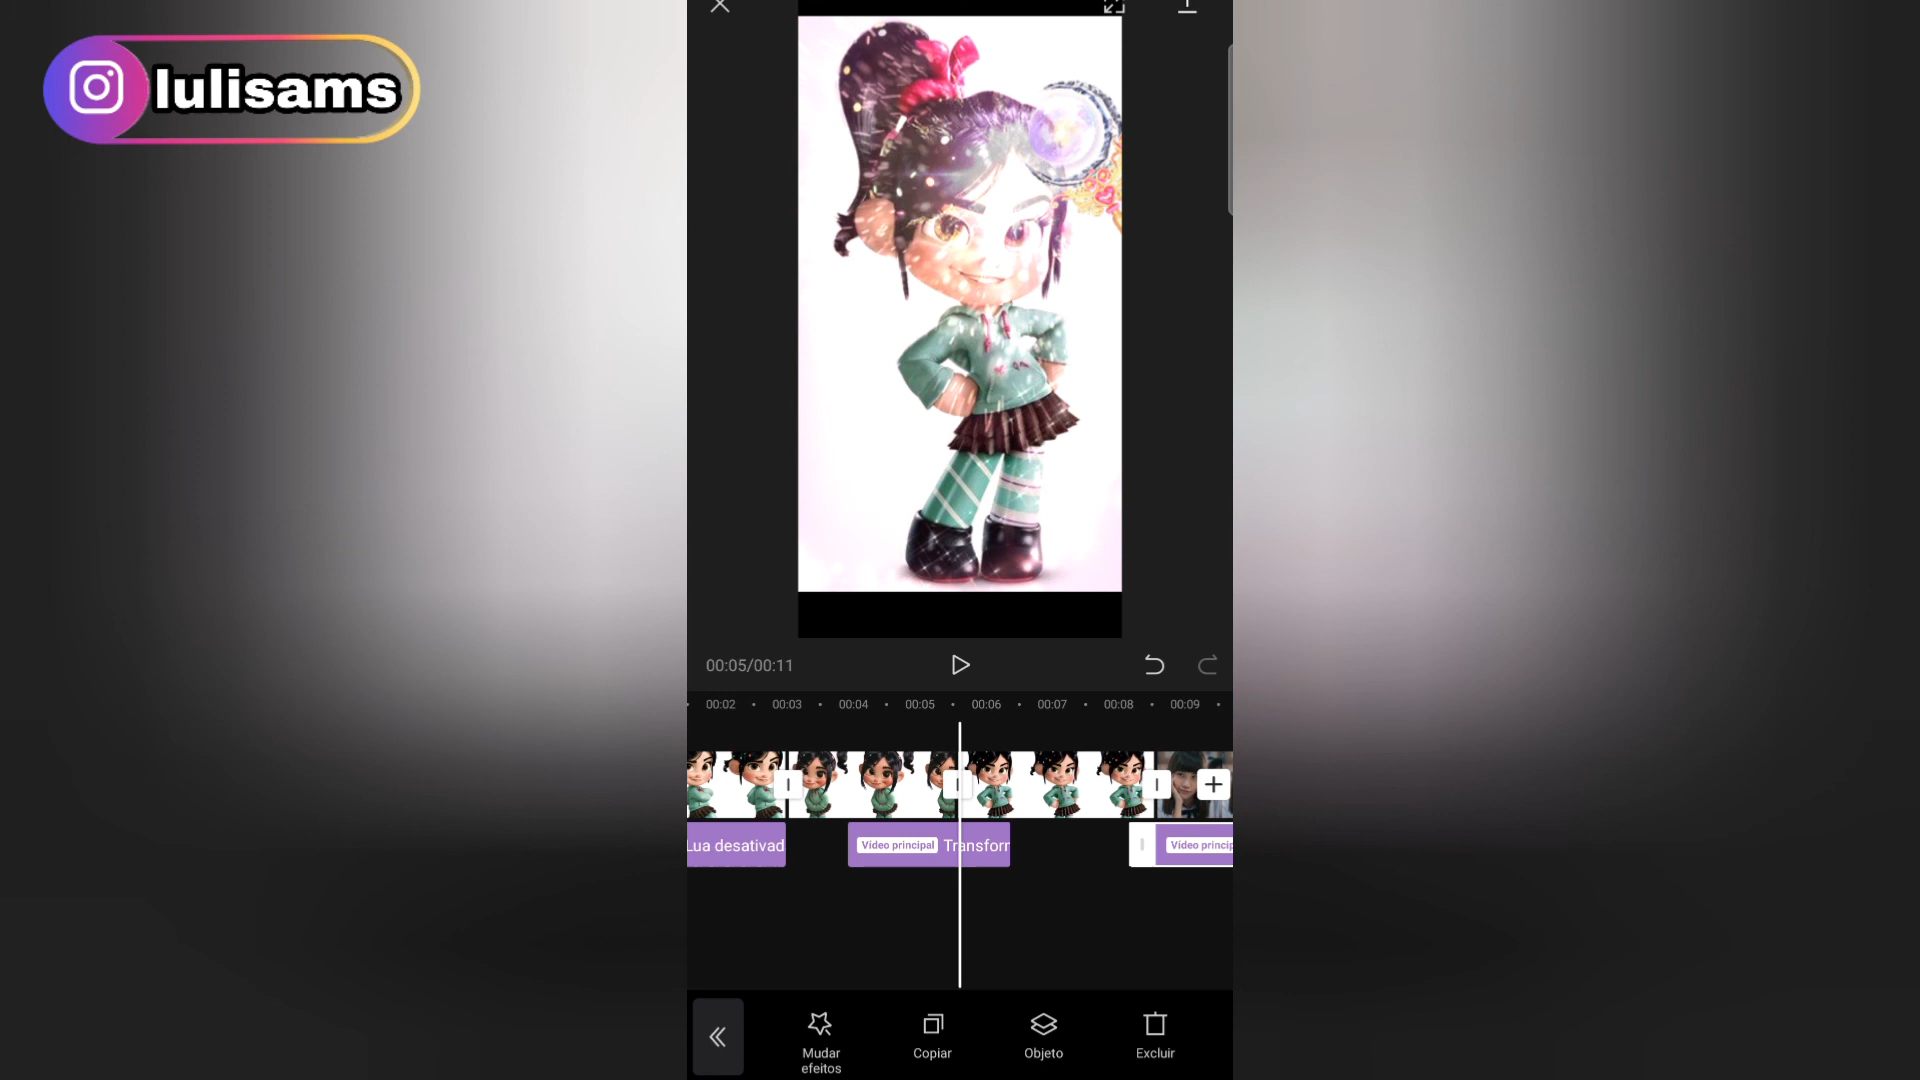 lulisams
00:05/00:11
00:02 00:03 00:04 00:05 00:06 00:07 00:08 00:09
Lua desativad Vídeo principal Transfor Vídeo princip
Mudar efeitos Copiar Objeto Excluir